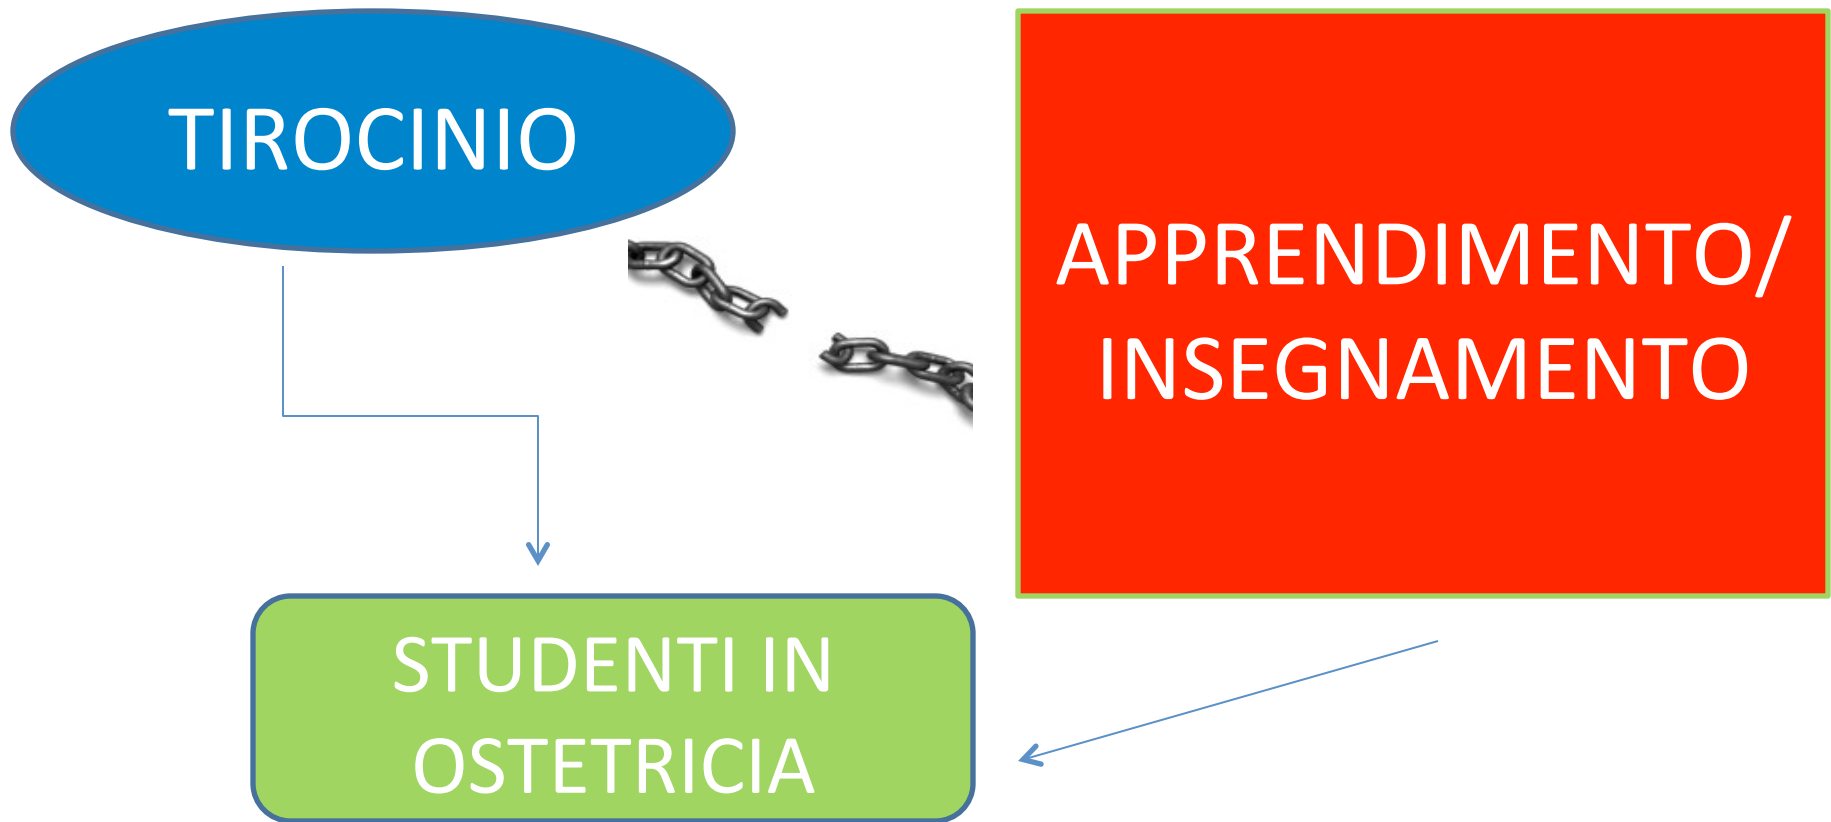 TIROCINIO
APPRENDIMENTO/
INSEGNAMENTO
STUDENTI IN
OSTETRICIA